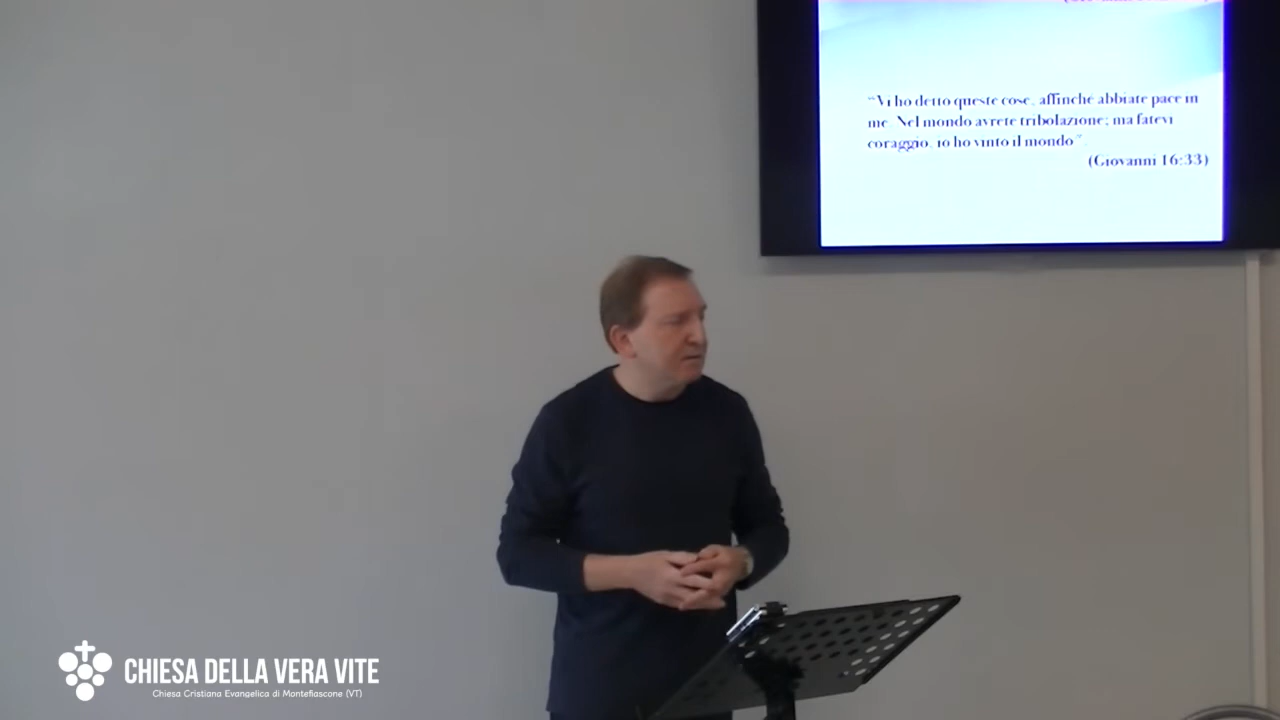 “Vi ho detto queste cose, affinché abbiate pace in
me. Nel mondo avrete tribolazione; ma fatevi
coraggio, io ho vinto il mondo”.
(Giovanni 16:33)
CHIESA DELLA VERA VITE
Chiesa Cristiana Evangelica di Montefiascone (VT)